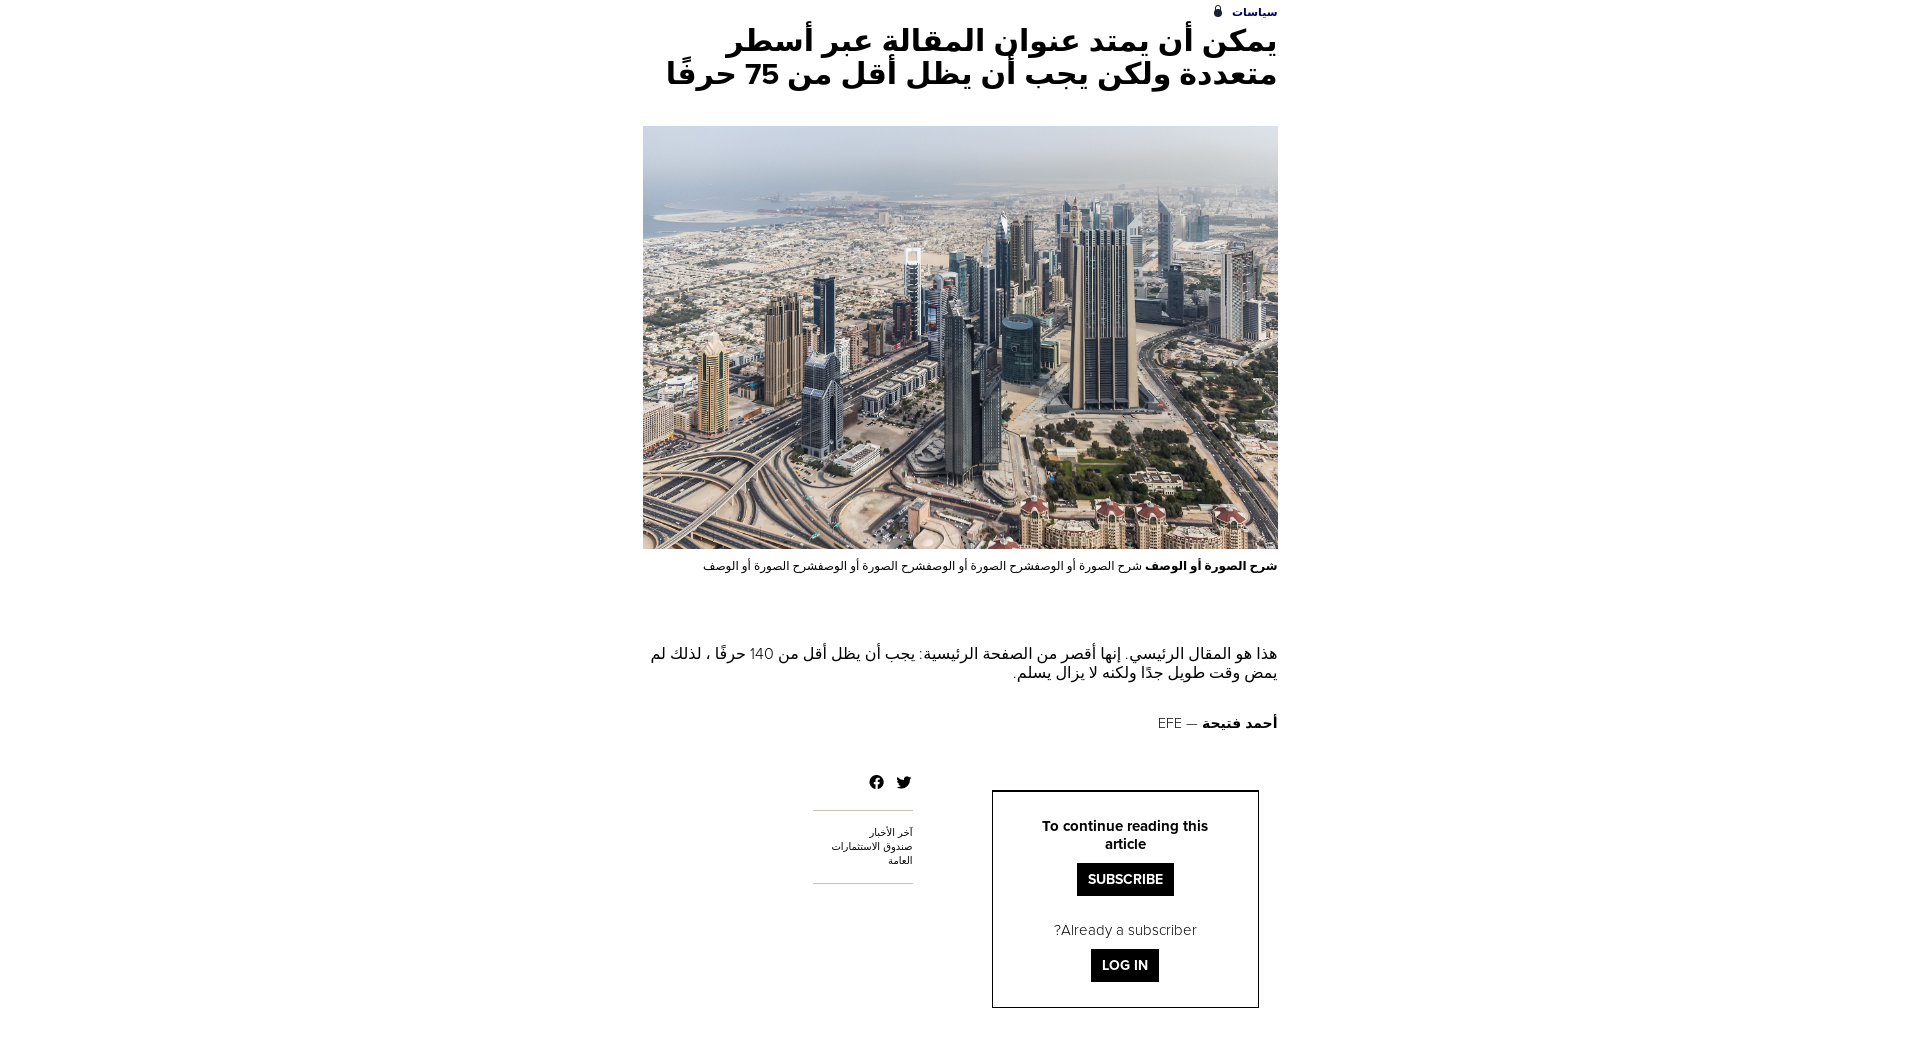 سياسات
يمكن أن يمتد عنوان المقالة عبر أسطر
متعددة ولكن يجب أن يظل أقل من 75 حرفًا
شرح الصورة أو الوصف شرح الصورة أو الوصفشرح الصورة أو الوصفشرح الصورة أو الوصفشرح الصورة أو الوصف
هذا هو المقال الرئيسي. إنها أقصر من الصفحة الرئيسية: يجب أن يظل أقل من 140 حرفًا ، لذلك لم
يمض وقت طويل جدًا ولكنه لا يزال يسلم.
أحمد فتيحة — EFE
To continue reading this
article
SUBSCRIBE
?Already a subscriber
LOG IN
آخر الأخبار
صندوق الاستثمارات
العامة